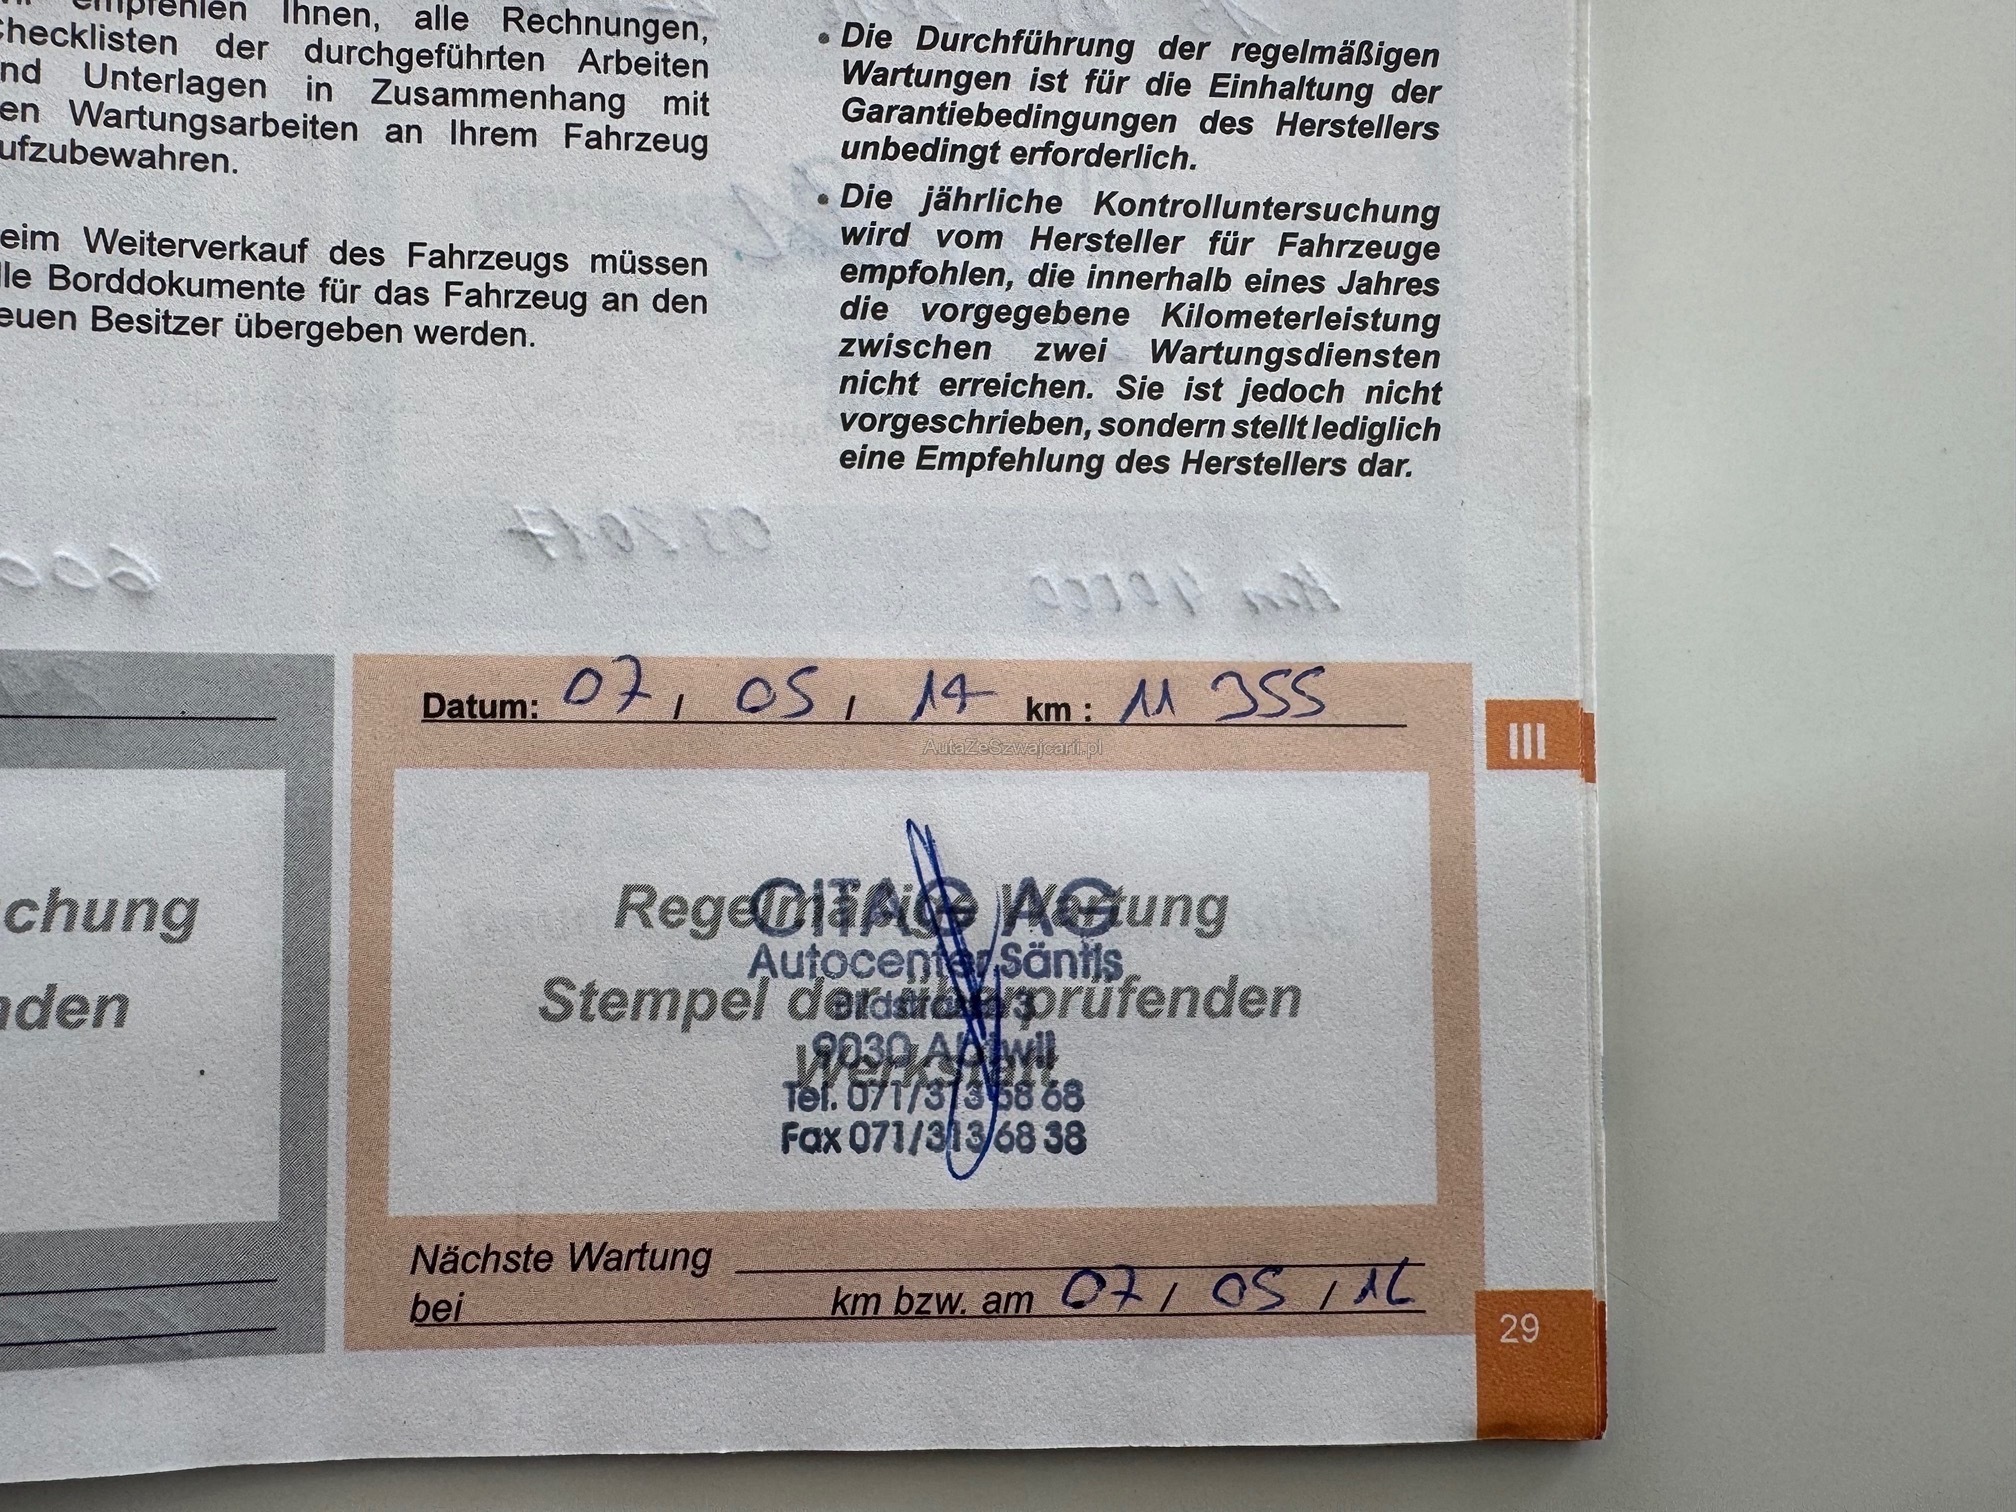 empfehlen Ihnen, alle Rechnungen,
Checklisten der durchgeführten Arbeiten
nd Unterlagen in Zusammenhang mit
en Wartungsarbeiten an Ihrem Fahrzeug
ufzubewahren.
eim Weiterverkauf des Fahrzeugs müssen
lle Borddokumente für das Fahrzeug an den
euen Besitzer übergeben werden.
• Die Durchführung der regelmäßigen
Wartungen ist für die Einhaltung der
Garantiebedingungen des Herstellers
unbedingt erforderlich.
• Die jährliche Kontrolluntersuchung
wird vom Hersteller für Fahrzeuge
empfohlen, die innerhalb eines Jahres
die vorgegebene Kilometerleistung
zwischen zwei Wartungsdiensten
nicht erreichen. Sie ist jedoch nicht
vorgeschrieben, sondern stellt lediglich
eine Empfehlung des Herstellers dar.
chung
nden
Datum: 07 / 05 / 14 km : 11 355
AutaZeSzwajcarii.pl
III
Regelmäßige Wartung
Stempel der überprüfenden
Werkstatt
CITAG AG
Autocenter Säntis
9030 Abtwil
Tel. 071/313 68 68
Fax 071/313 68 38
Nächste Wartung
bei km bzw. am 07 / 05 / 16
29